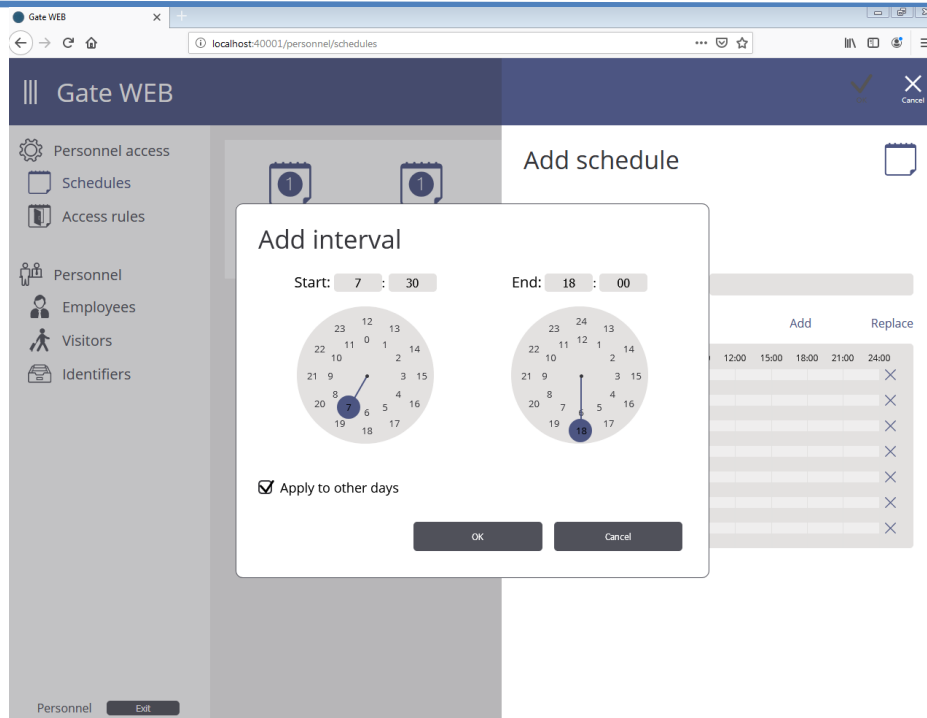 Gate WEB
localhost:40001/personnel/schedules
Gate WEB
Cancel
Personnel access
Schedules
Access rules
Personnel
Employees
Visitors
Identifiers
Personnel
Exit
1
1
Add schedule
Add Replace
12:00 15:00 18:00 21:00 24:00
Add interval
Start: 7 : 30
End: 18 : 00
12
23 13
0
11 1
22 14
10 2
21 9 3 15
8 4
20 7 5 16
6
19 17
18
24
23 13
12
11 1
22 14
10 2
21 9 3 15
8 4
20 7 5 16
6
19 17
18
Apply to other days
OK
Cancel